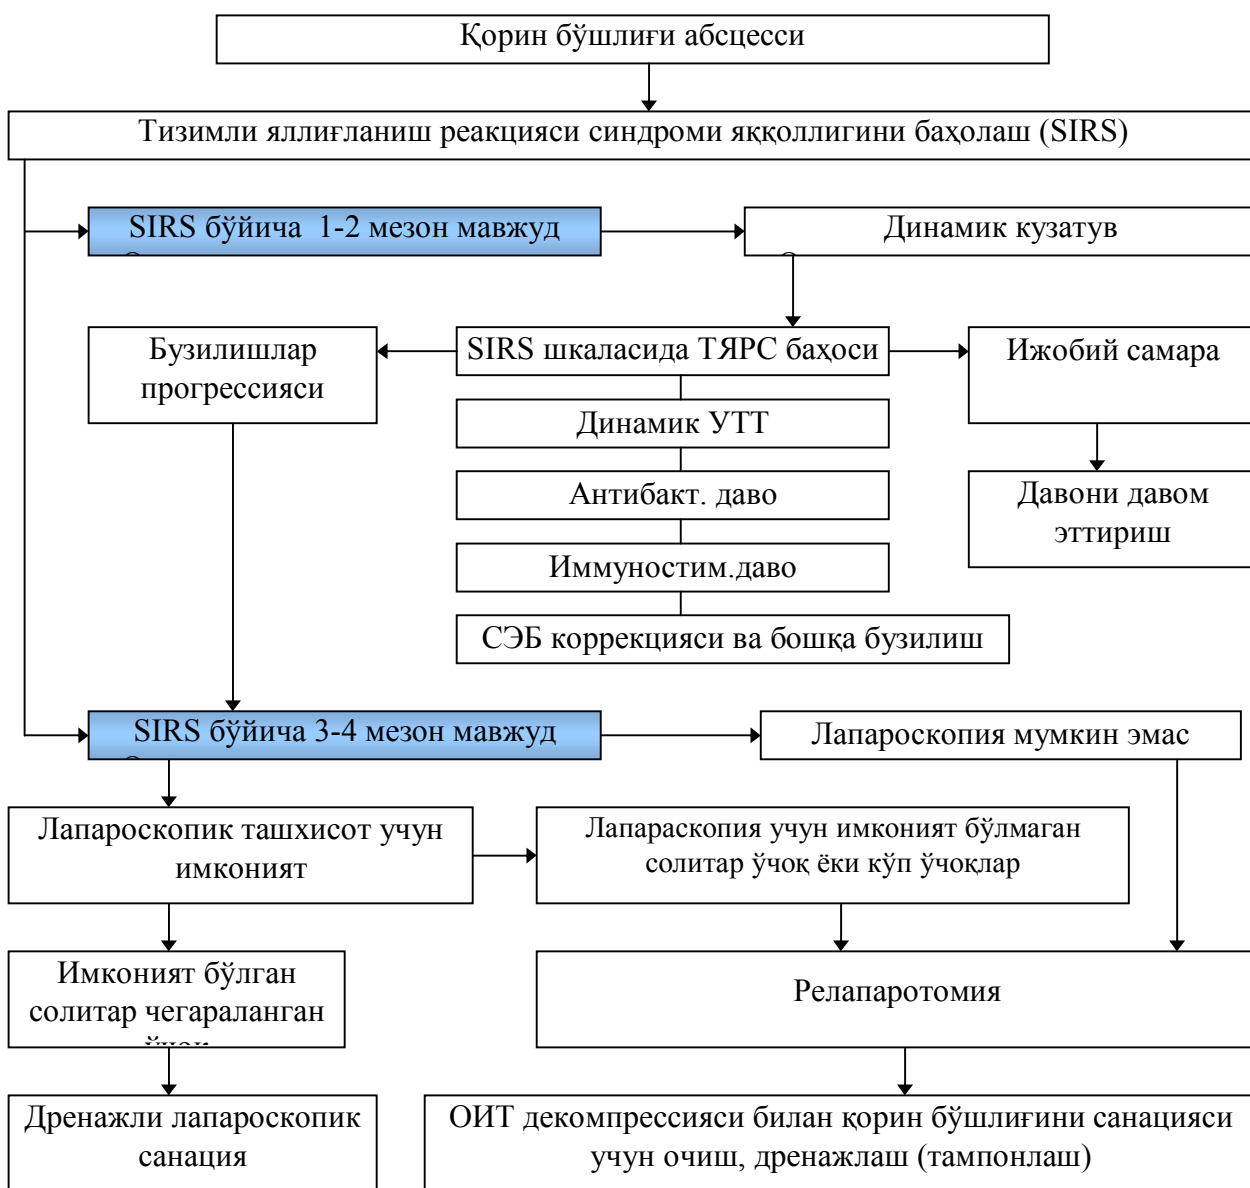 Қорин бўшлиғи абсцесси
Тизимли яллиғланиш реакцияси синдроми яққоллигини баҳолаш (SIRS)
SIRS бўйича 1-2 мезон мавжуд
Динамик кузатув
Бузилишлар
прогрессияси
SIRS шкаласида ТЯРС баҳоси
Ижобий самара
Динамик УТТ
Антибакт. даво
Давони давом
эттириш
Иммуностим.даво
СЭБ коррекцияси ва бошқа бузилиш
SIRS бўйича 3-4 мезон мавжуд
Лапароскопия мумкин эмас
Лапароскопик ташхисот учун
имконият
Лапараскопия учун имконият бўлмаган
солитар ўчоқ ёки кўп ўчоқлар
Имконият бўлган
солитар чегараланган
Релапаротомия
Дренажли лапароскопик
санация
ОИТ декомпрессияси билан қорин бўшлиғини санацияси
учун очиш, дренажлаш (тампонлаш)